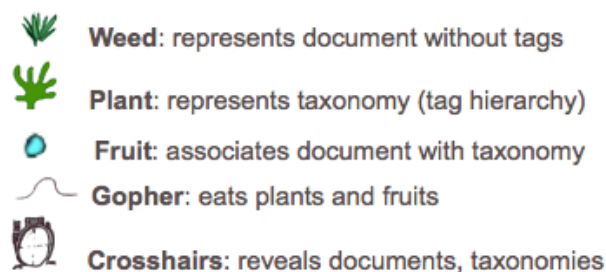 Weed: represents document without tags
Plant: represents taxonomy (tag hierarchy)
Fruit: associates document with taxonomy
Gopher: eats plants and fruits
Crosshairs: reveals documents, taxonomies